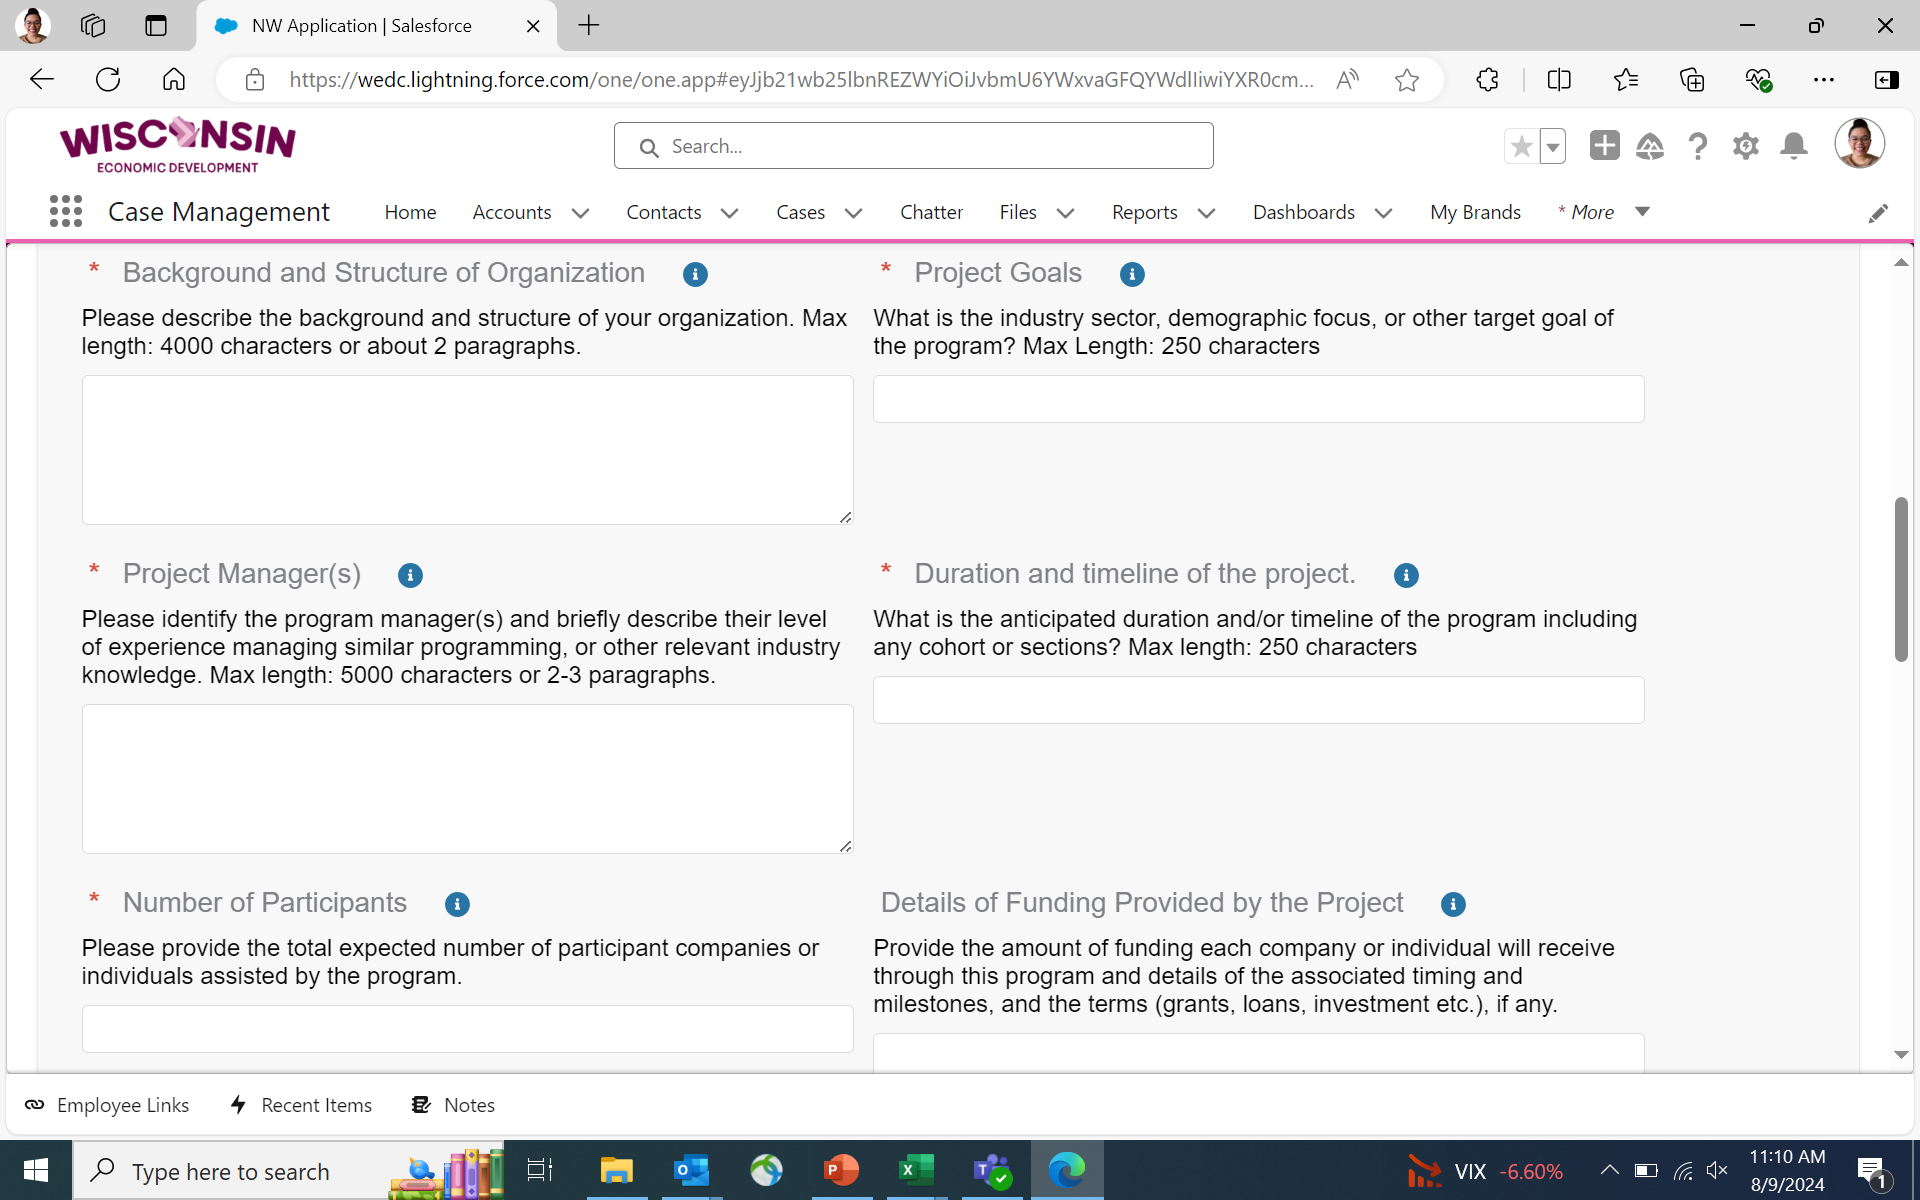 NW Application | Salesforce
https://wedc.lightning.force.com/one/one.app#eyJjb21wb25lbnREZWYiOiJvbmU6YWxvaGFQYWdlIiwiYXR0cm...
WISCONSIN
ECONOMIC DEVELOPMENT
Search...
Case Management
Home Accounts Contacts Cases Chatter Files Reports Dashboards My Brands * More
* Background and Structure of Organization
Please describe the background and structure of your organization. Max
length: 4000 characters or about 2 paragraphs.
* Project Goals
What is the industry sector, demographic focus, or other target goal of
the program? Max Length: 250 characters
* Project Manager(s)
Please identify the program manager(s) and briefly describe their level
of experience managing similar programming, or other relevant industry
knowledge. Max length: 5000 characters or 2-3 paragraphs.
* Duration and timeline of the project.
What is the anticipated duration and/or timeline of the program including
any cohort or sections? Max length: 250 characters
* Number of Participants
Please provide the total expected number of participant companies or
individuals assisted by the program.
Details of Funding Provided by the Project
Provide the amount of funding each company or individual will receive
through this program and details of the associated timing and
milestones, and the terms (grants, loans, investment etc.), if any.
Employee Links Recent Items Notes
Type here to search
VIX -6.60%
11:10 AM
8/9/2024
1